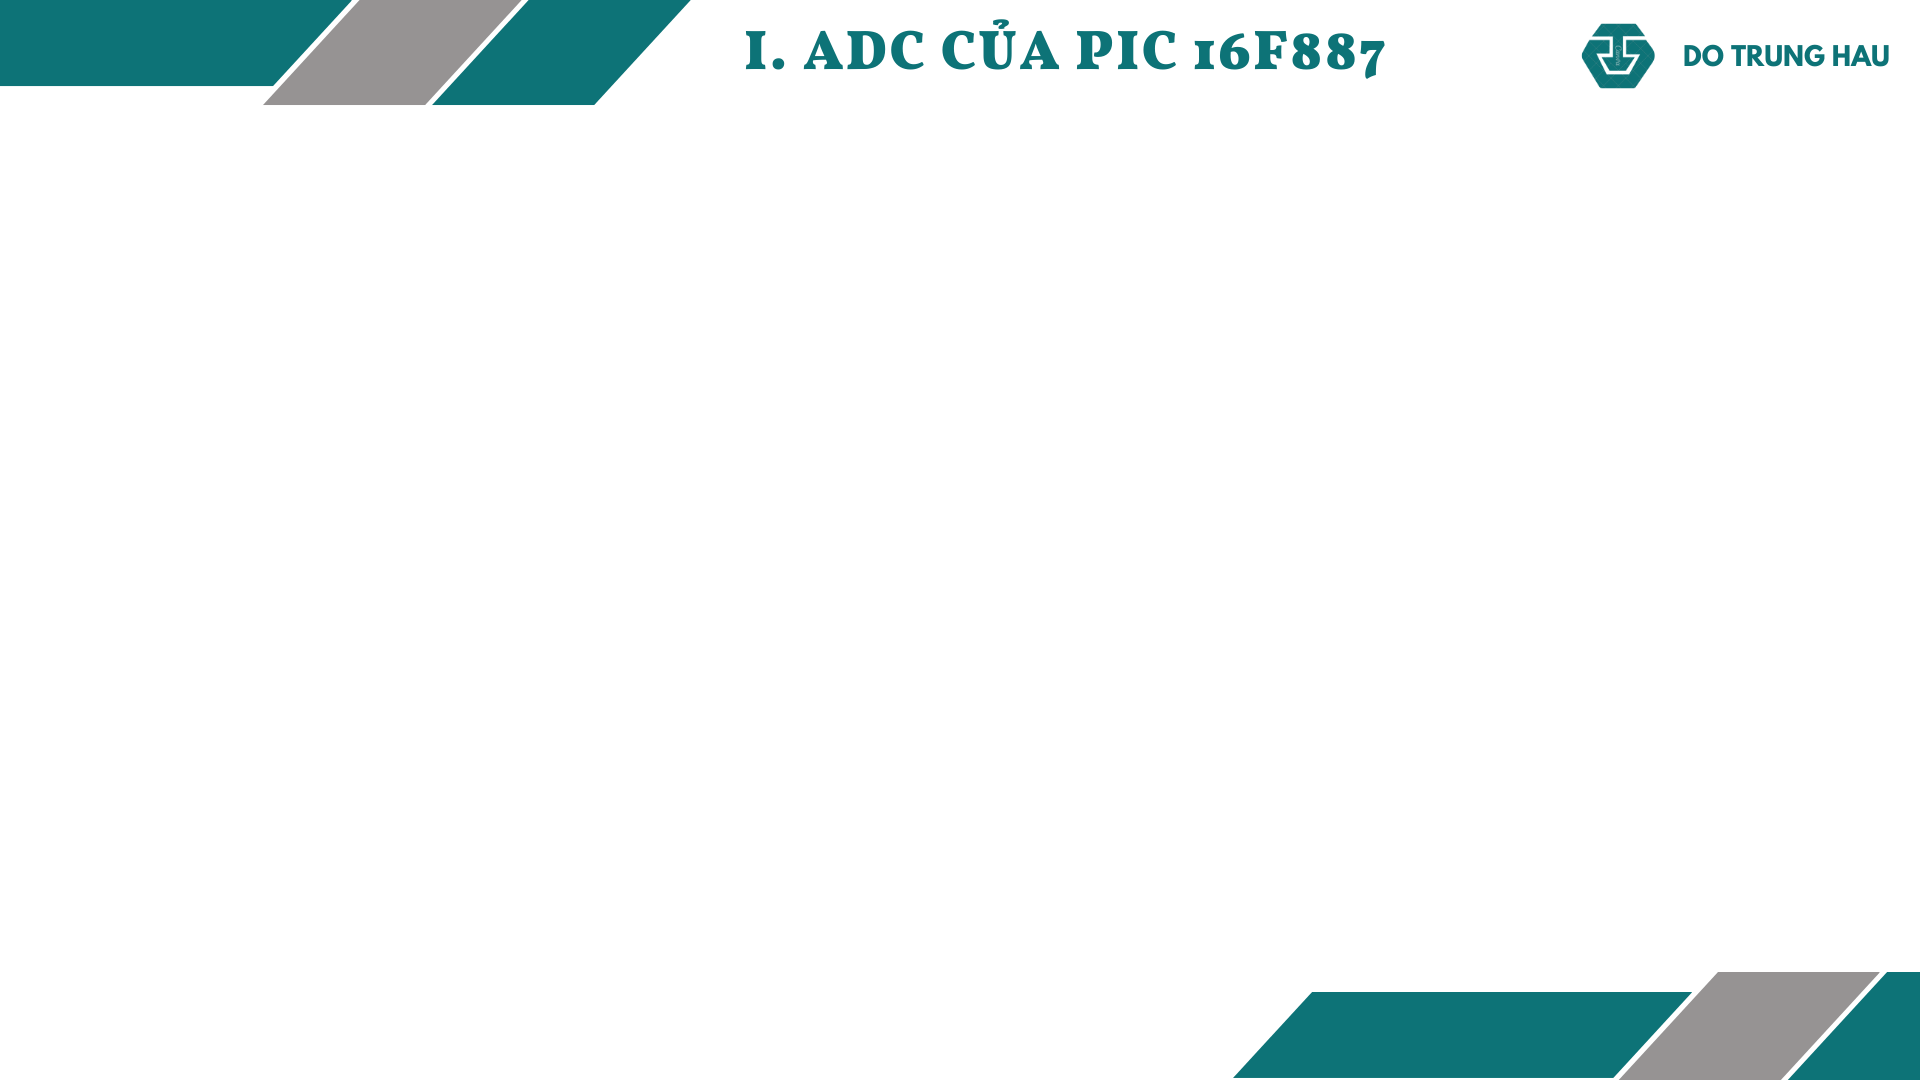 I. ADC CỦA PIC 16F887
DO TRUNG HAU